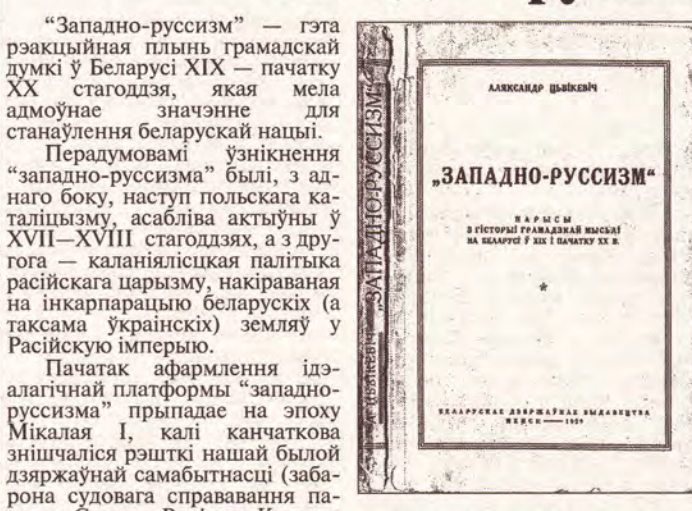 “Западно-руссизм” — гэта
рэакцыйная плынь грамадскай
думкі ў Беларусі XIX — пачатку
XX стагоддзя, якая мела
адмоўнае значэнне для
станаўлення беларускай нацыі.
Перадумовамі ўзнікнення
“западно-руссизма” былі, з ад-
наго боку, наступ польскага ка-
таліцызму, асабліва актыўны ў
XVII—XVIII стагоддзях, а з дру-
гога — каланіялісцкая палітыка
расійскага царызму, накіраваная
на інкарпарацыю беларускіх (а
таксама ўкраінскіх) земляў у
Расійскую імперыю.
Пачатак афармлення ідэ-
алагічнай платформы “западно-
руссизма” прыпадае на эпоху
Мікалая I, калі канчаткова
знішчаліся рэшткі нашай былой
дзяржаўнай самабытнасці (заба-
рона судовага справавання па-
А. ЦЬВІКЕВІЧ „ЗАПАДНО-РУССИЗМ“
АЛЯКСАНДР ЦЬВІКЕВІЧ
„ЗАПАДНО-РУССИЗМ“
НАРЫСЫ
З ГІСТОРЫІ ГРАМАДЗКАЙ МЫСЬЛІ
НА БЕЛАРУСІ Ў XIX І ПАЧАТКУ XX В.
*
БЕЛАРУСКАЕ ДЗЯРЖАЎНАЕ ВЫДАВЕЦТВА
МЕНСК — 1929